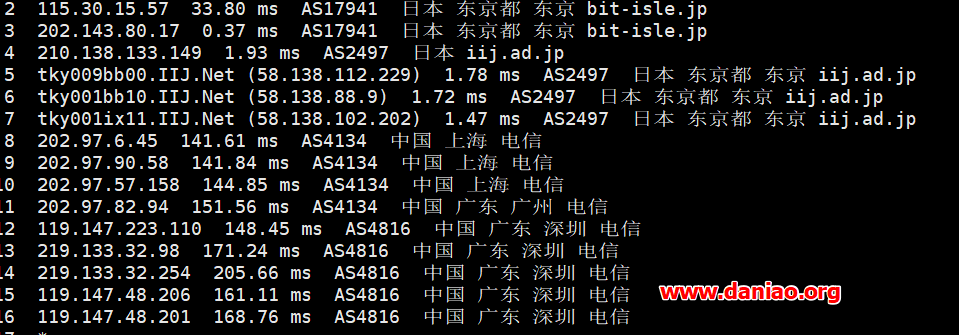 2  115.30.15.57  33.80 ms  AS17941  日本 东京都 东京 bit-isle.jp
3  202.143.80.17  0.37 ms  AS17941  日本 东京都 东京 bit-isle.jp
4  210.138.133.149  1.93 ms  AS2497  日本 iij.ad.jp
5  tky009bb00.IIJ.Net (58.138.112.229)  1.78 ms  AS2497  日本 东京都 东京 iij.ad.jp
6  tky001bb10.IIJ.Net (58.138.88.9)  1.72 ms  AS2497  日本 东京都 东京 iij.ad.jp
7  tky001ix11.IIJ.Net (58.138.102.202)  1.47 ms  AS2497  日本 东京都 东京 iij.ad.jp
8  202.97.6.45  141.61 ms  AS4134  中国 上海 电信
9  202.97.90.58  141.84 ms  AS4134  中国 上海 电信
10  202.97.57.158  144.85 ms  AS4134  中国 上海 电信
11  202.97.82.94  151.56 ms  AS4134  中国 广东 广州 电信
12  119.147.223.110  148.45 ms  AS4816  中国 广东 深圳 电信
13  219.133.32.98  171.24 ms  AS4816  中国 广东 深圳 电信
14  219.133.32.254  205.66 ms  AS4816  中国 广东 深圳 电信
15  119.147.48.206  161.11 ms  AS4816  中国 广东 深圳 电信
www.daniao.org
16  119.147.48.201  168.76 ms  AS4816  中国 广东 深圳 电信